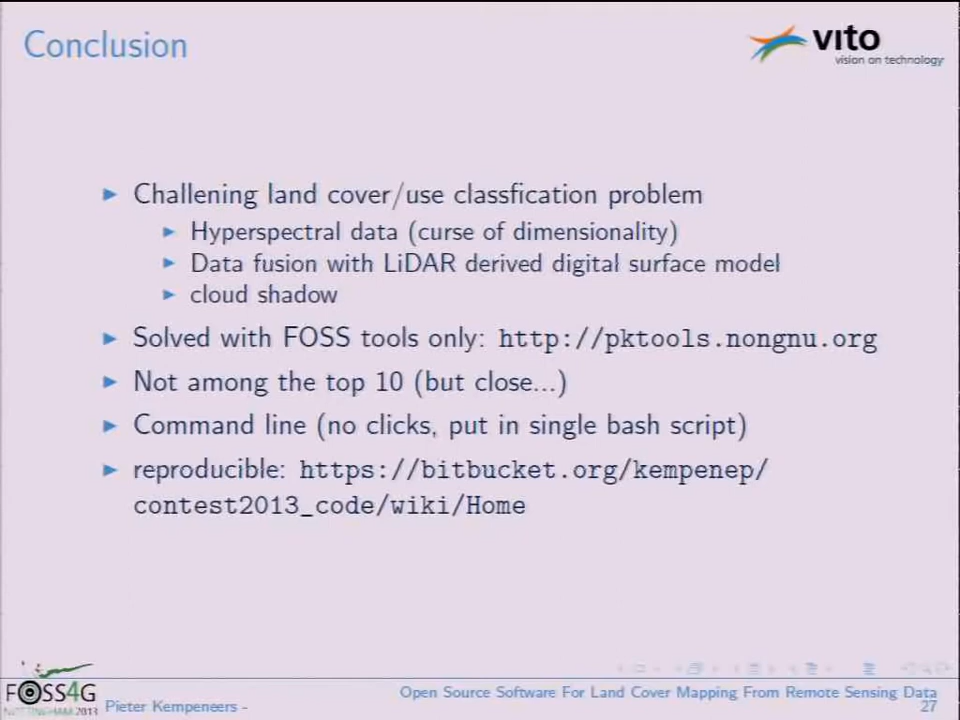 Conclusion
vito
vision on technology
Challening land cover/use classfication problem
Hyperspectral data (curse of dimensionality)
Data fusion with LiDAR derived digital surface model
cloud shadow
Solved with FOSS tools only: http://pktools.nongnu.org
Not among the top 10 (but close...)
Command line (no clicks, put in single bash script)
reproducible: https://bitbucket.org/kempenep/
contest2013_code/wiki/Home
FOSS4G
NOTTINGHAM 2013
Pieter Kempeneers -
Open Source Software For Land Cover Mapping From Remote Sensing Data
27